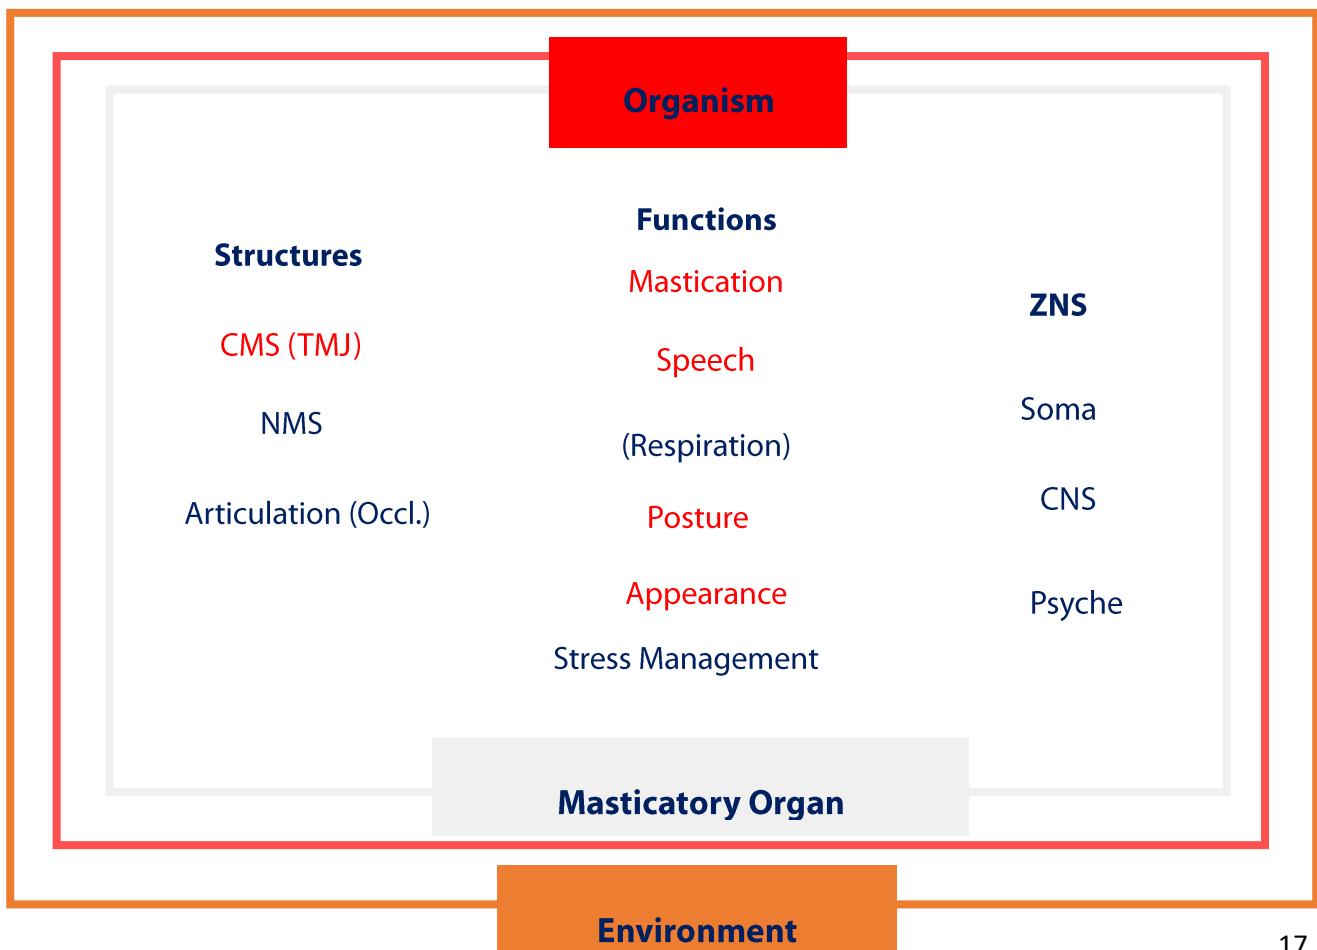 Organism
Structures
CMS (TMJ)
NMS
Articulation (Occl.)
Functions
Mastication
Speech
(Respiration)
Posture
Appearance
Stress Management
ZNS
Soma
CNS
Psyche
Masticatory Organ
Environment
17